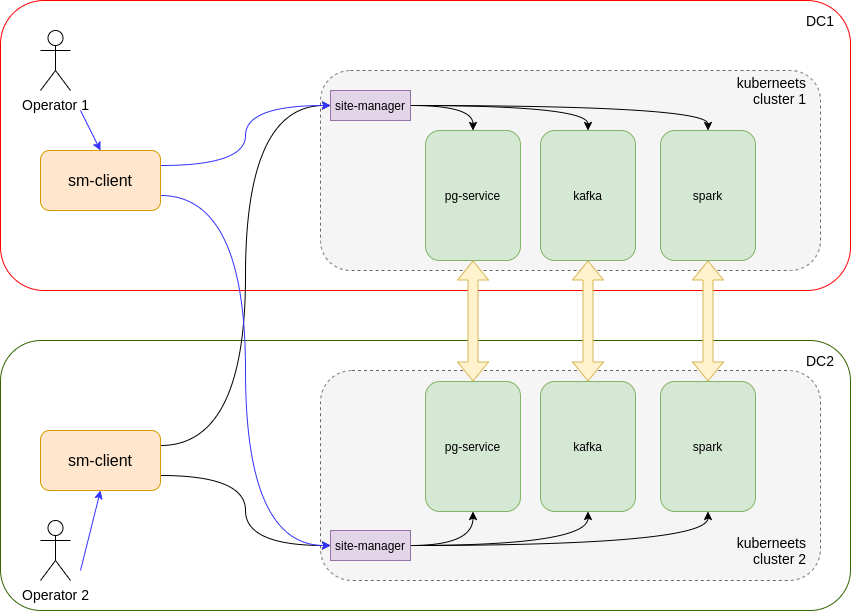 DC1
Operator 1
kuberneets
cluster 1
site-manager
sm-client
pg-service
kafka
spark
DC2
sm-client
pg-service
kafka
spark
site-manager
kuberneets
cluster 2
Operator 2